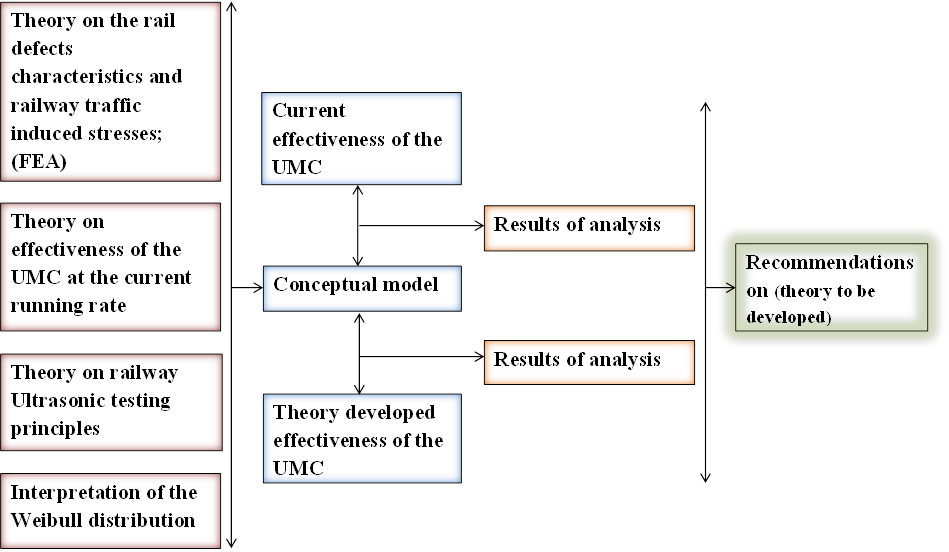 Theory on the rail
defects
characteristics and
railway traffic
induced stresses;
(FEA)
Theory on
effectiveness of the
UMC at the current
running rate
Theory on railway
Ultrasonic testing
principles
Interpretation of the
Weibull distribution
Current
effectiveness of the
UMC
Conceptual model
Theory developed
effectiveness of the
UMC
Results of analysis
Results of analysis
Recommendations
on (theory to be
developed)